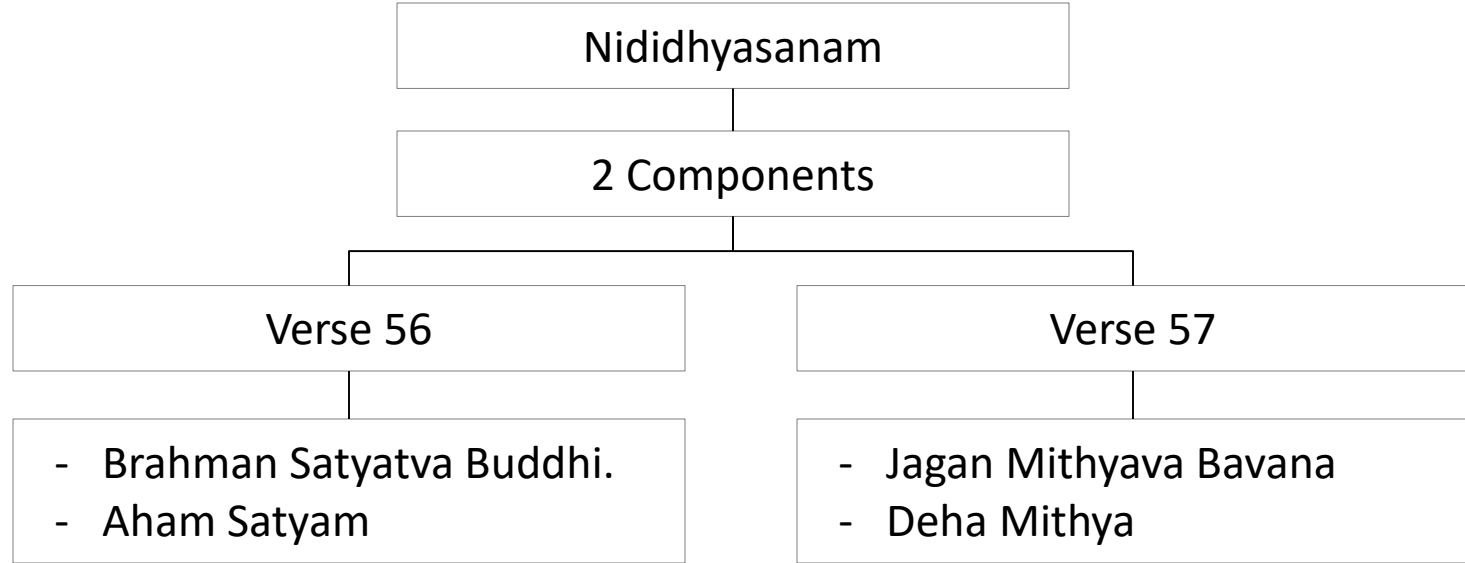 Nididhyasanam
2 Components
Verse 56
Verse 57
- Brahman Satyatva Buddhi.
- Aham Satyam
- Jagan Mithyava Bavana
- Deha Mithya